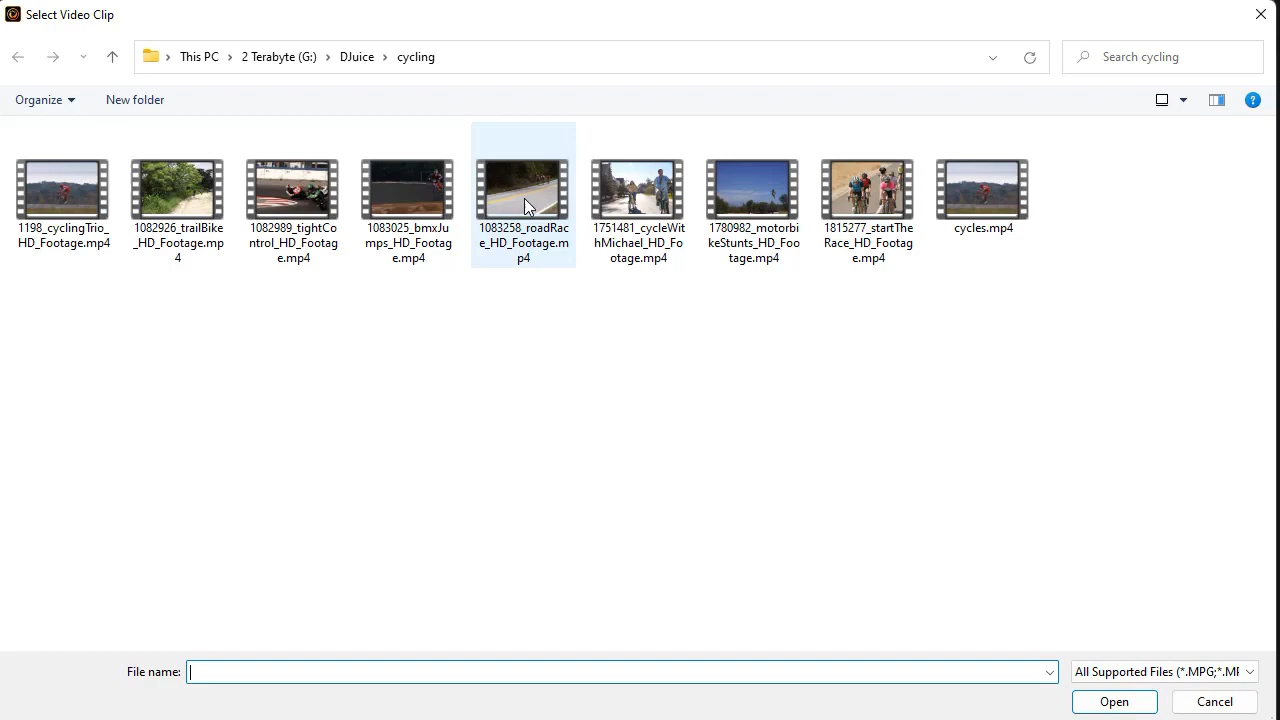 Select Video Clip
This PC > 2 Terabyte (G:) > DJuice > cycling
Search cycling
Organize
New folder
1198_cyclingTrio_
HD_Footage.mp4
1082926_trailBike
_HD_Footage.mp
4
1082989_tightCo
ntrol_HD_Footag
e.mp4
1083025_bmxJu
mps_HD_Footag
e.mp4
1083258_roadRac
e_HD_Footage.m
p4
1751481_cycleWit
hMichael_HD_Fo
otage.mp4
1780982_motorbi
keStunts_HD_Foo
tage.mp4
1815277_startThe
Race_HD_Footag
e.mp4
cycles.mp4
File name:
All Supported Files (*.MPG;*.MF
Open
Cancel